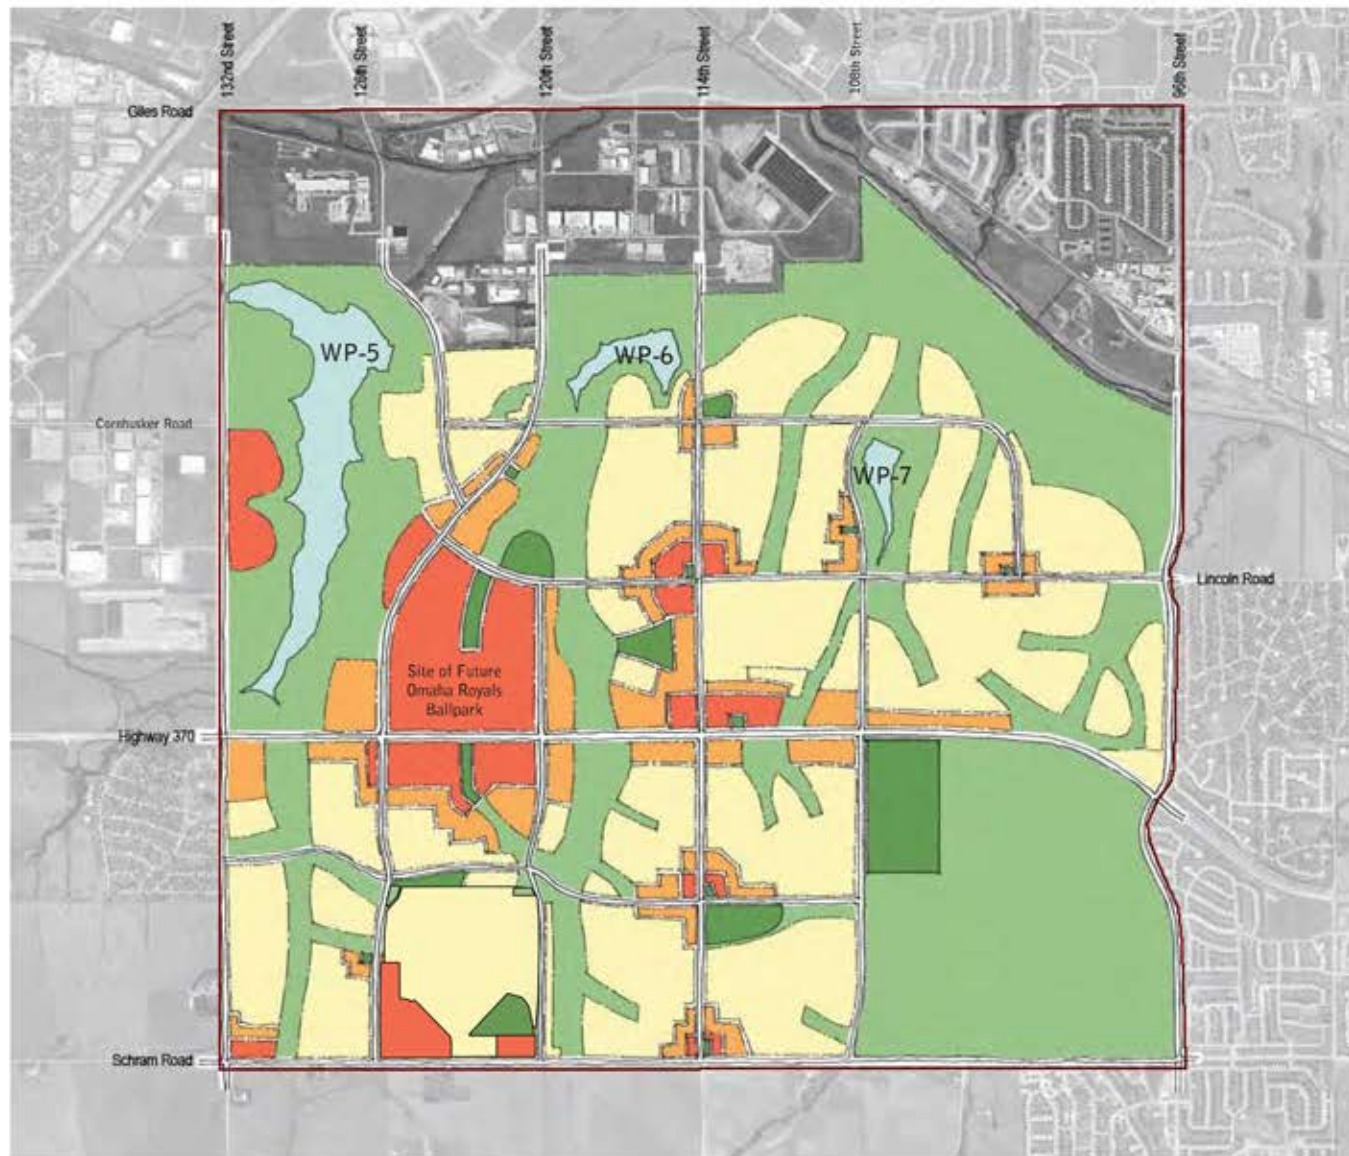 132nd Street
126th Street
120th Street
114th Street
108th Street
96th Street
Giles Road
WP-5
WP-6
Cornhusker Road
WP-7
Lincoln Road
Site of Future
Omaha Royals
Ballpark
Highway 370
Schram Road